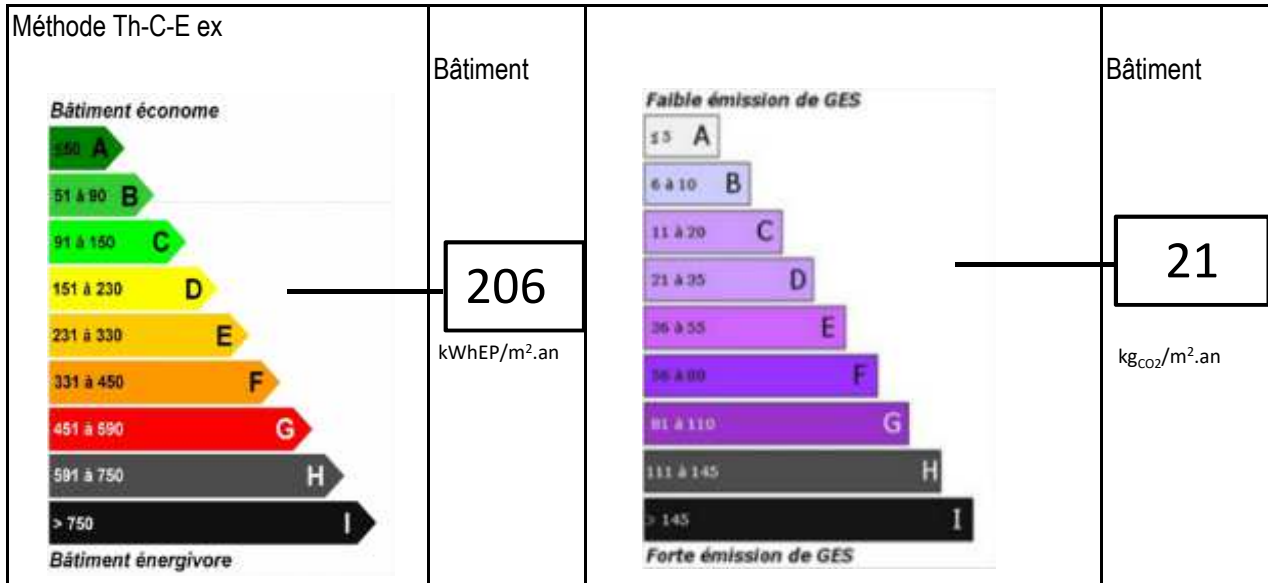 Méthode Th-C-E ex
Bâtiment
Bâtiment économe
≤50 A
51 à 90 B
91 à 150 C
151 à 230 D
231 à 330 E
331 à 450 F
451 à 590 G
591 à 750 H
> 750 I
Bâtiment énergivore
206
kWhEP/m².an
Faible émission de GES
≤5 A
6 à 10 B
11 à 20 C
21 à 35 D
36 à 55 E
56 à 80 F
81 à 110 G
111 à 145 H
> 145 I
Forte émission de GES
Bâtiment
21
kgCO2/m².an